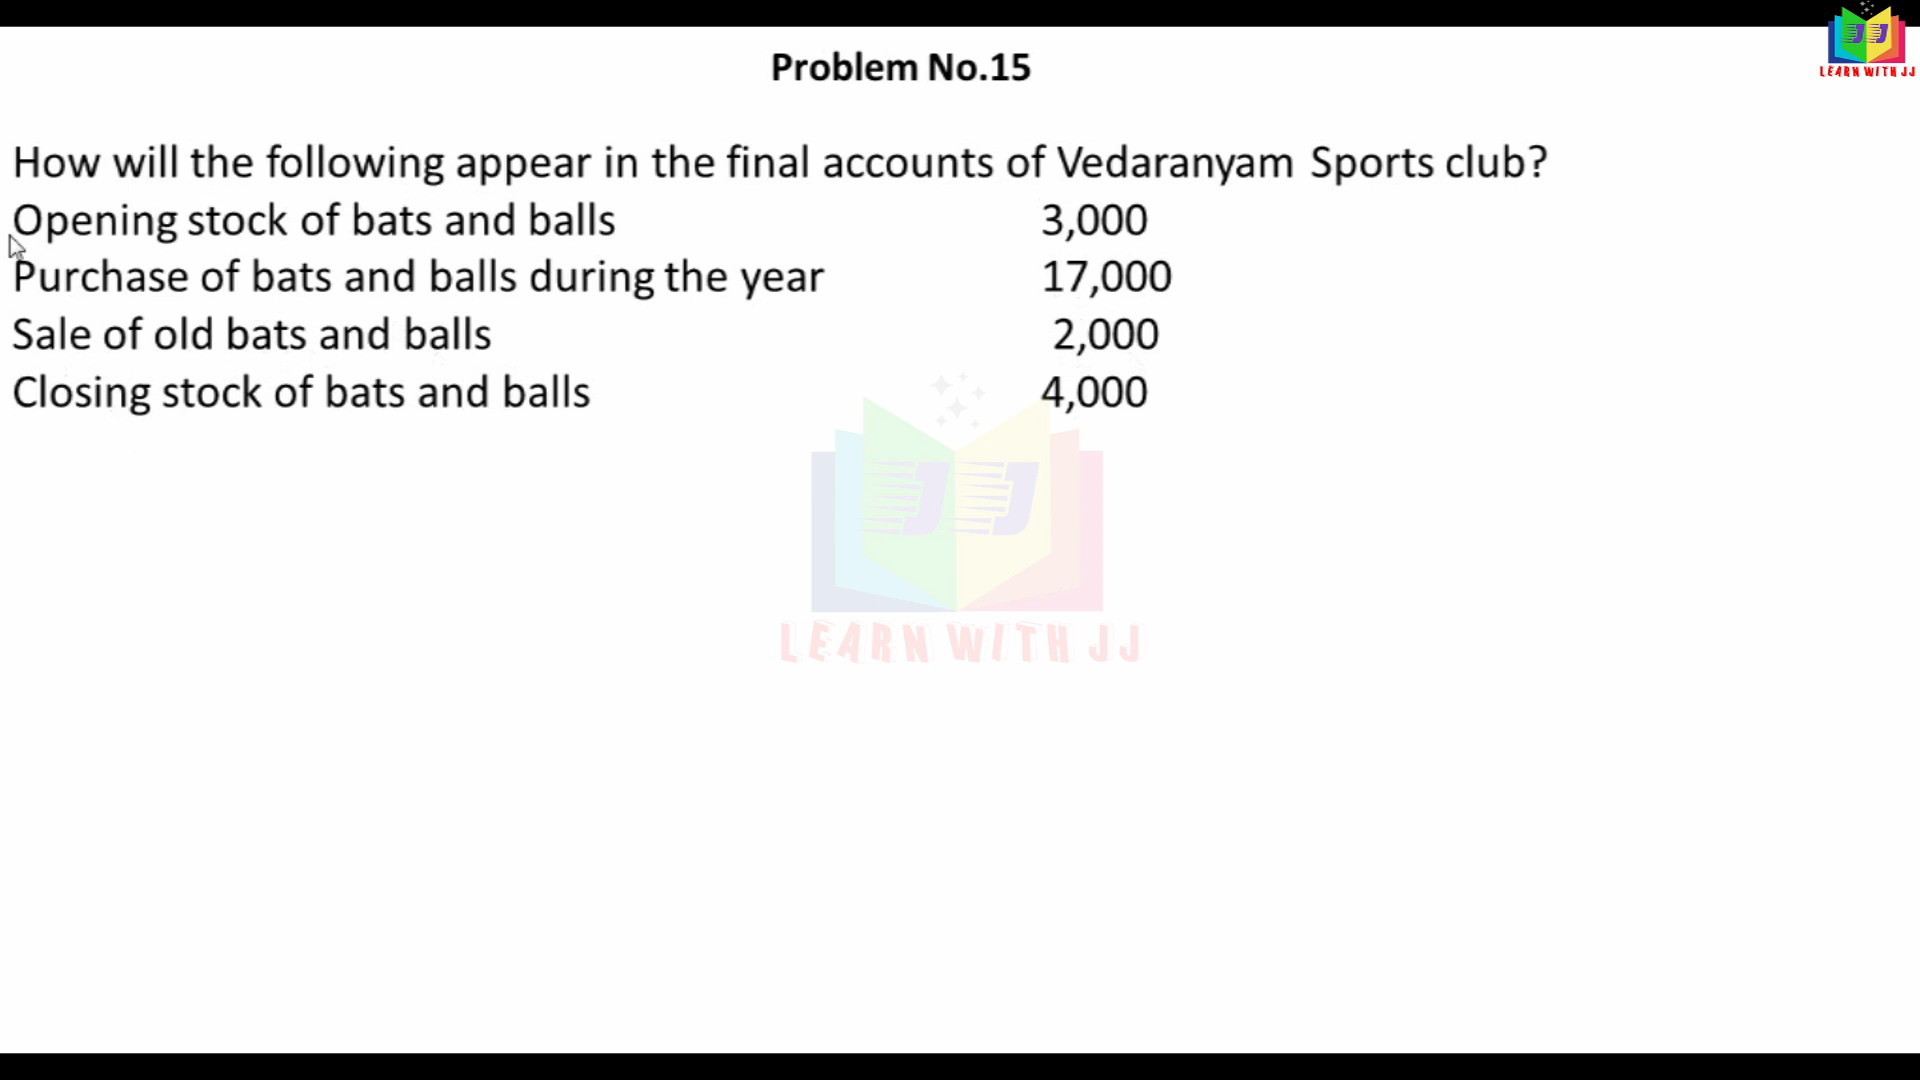 LEARN WITH JJ
Problem No.15
How will the following appear in the final accounts of Vedaranyam Sports club?
Opening stock of bats and balls 3,000
Purchase of bats and balls during the year 17,000
Sale of old bats and balls 2,000
Closing stock of bats and balls 4,000
JJ
LEARN WITH JJ